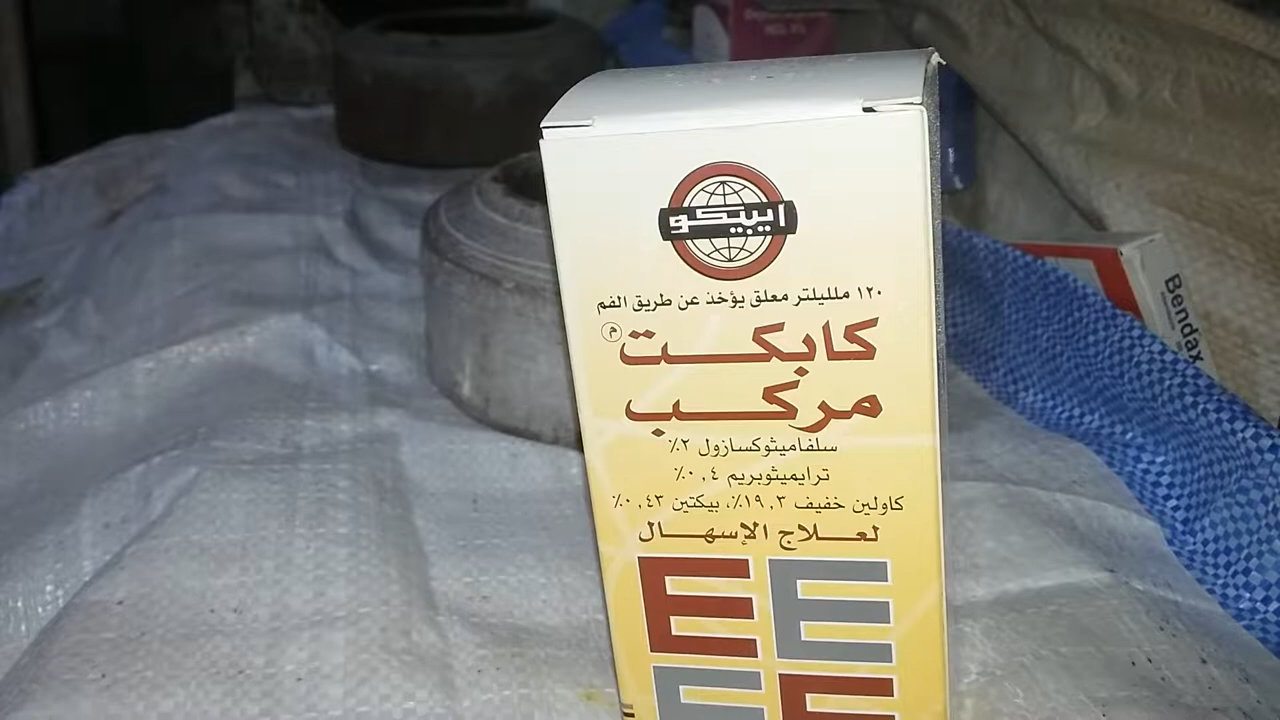 ايبيكو
١٢٠ ملليلتر معلق يؤخذ عن طريق الفم
كابكت م
مركب
سلفاميثوكسازول ٢٪
ترايميثوبريم ٠,٤٪
كاولين خفيف ١٩,٣٪، بيكتين ٠,٤٣٪
لعلاج الإسهال
E E
E E
Bendax